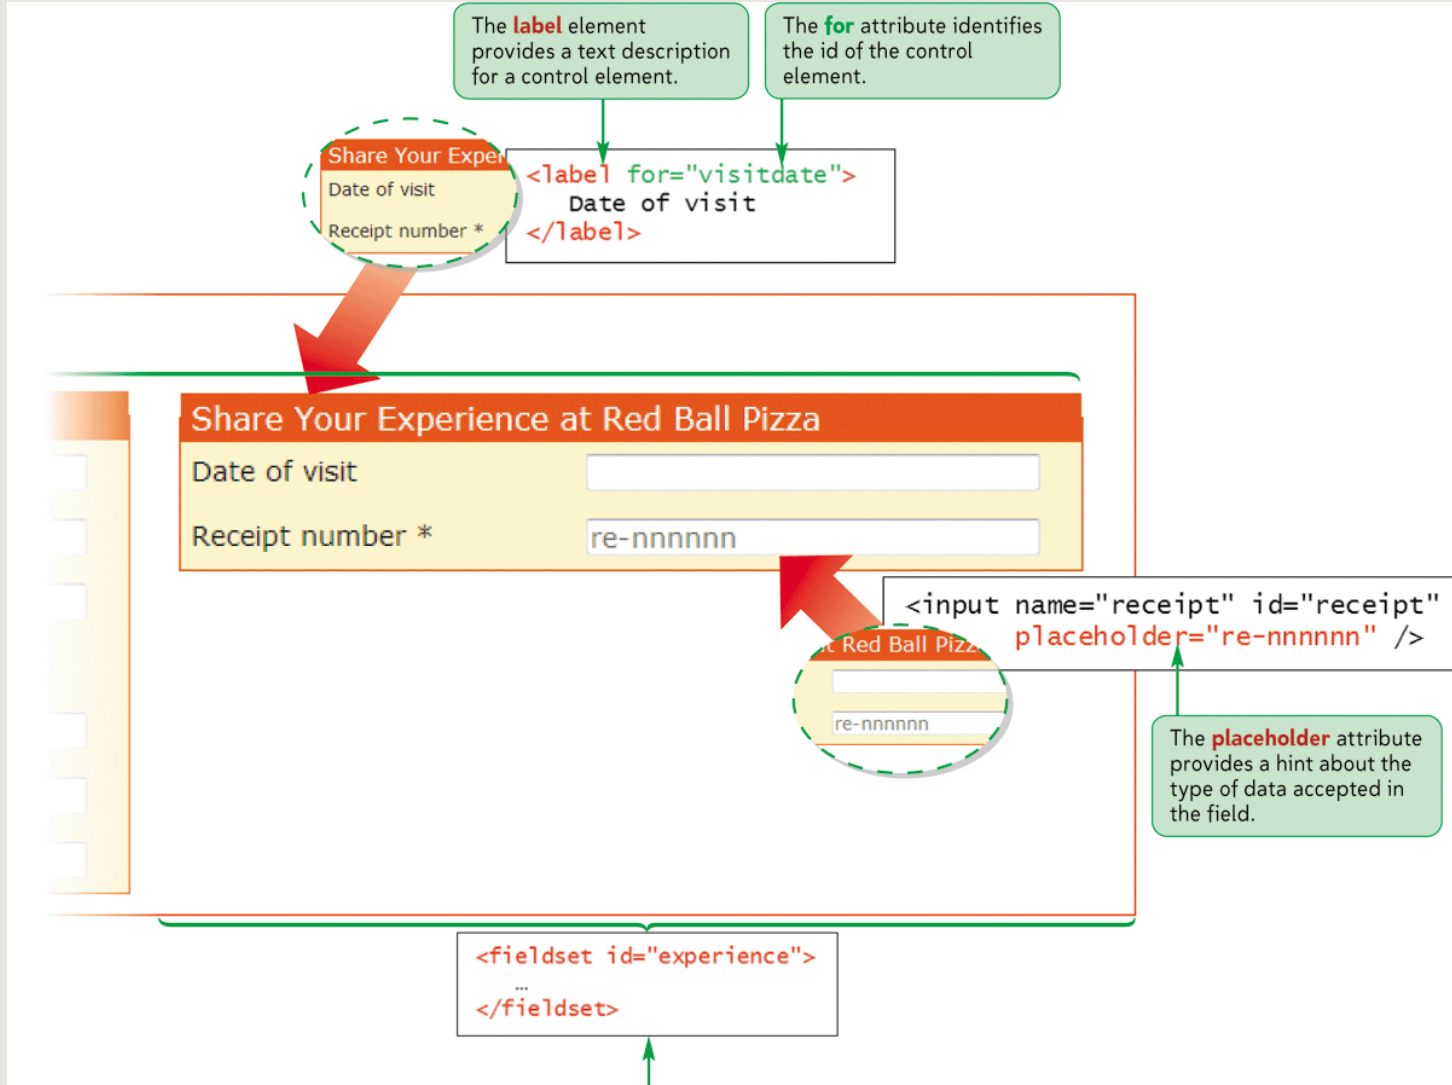 The label element
provides a text description
for a control element.
The for attribute identifies
the id of the control
element.
Share Your Exper
Date of visit
Receipt number *
<label for="visitdate">
Date of visit
</label>
Share Your Experience at Red Ball Pizza
Date of visit
Receipt number *
re-nnnnnn
<input name="receipt" id="receipt"
placeholder="re-nnnnnn" />
t Red Ball Pizz
re-nnnnnn
The placeholder attribute
provides a hint about the
type of data accepted in
the field.
<fieldset id="experience">
...
</fieldset>